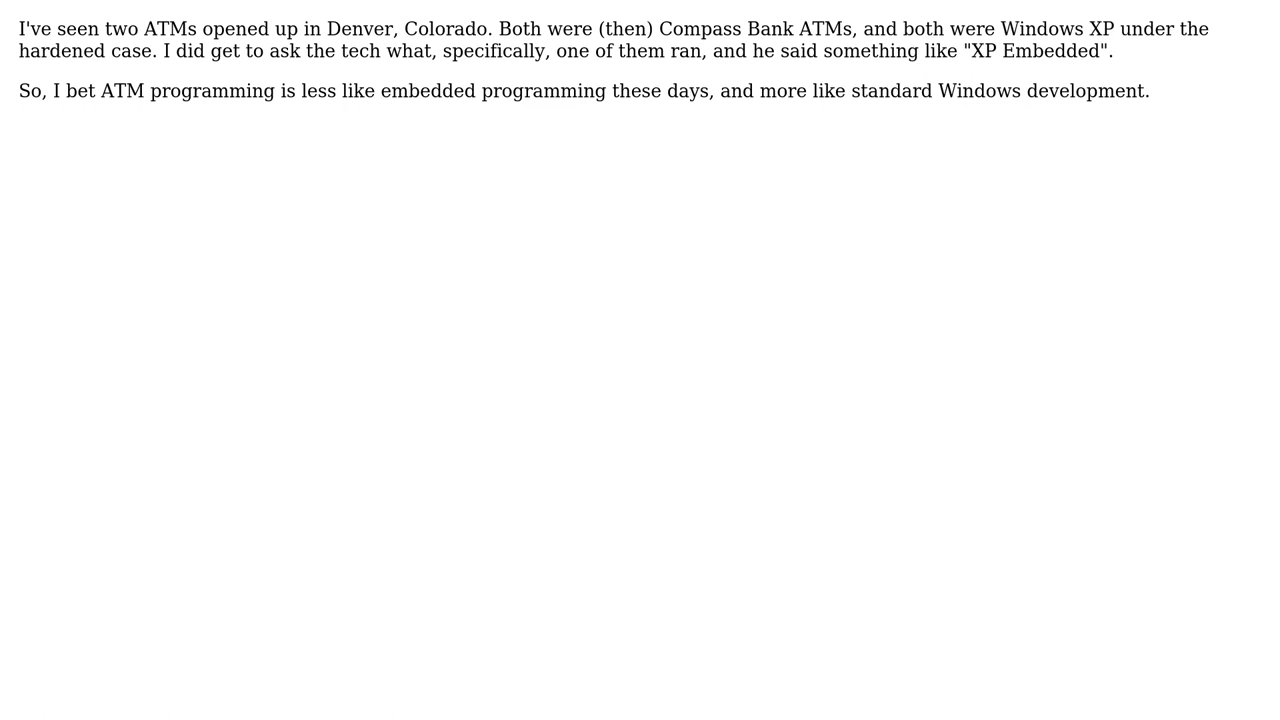 I've seen two ATMs opened up in Denver, Colorado. Both were (then) Compass Bank ATMs, and both were Windows XP under the
hardened case. I did get to ask the tech what, specifically, one of them ran, and he said something like "XP Embedded".
So, I bet ATM programming is less like embedded programming these days, and more like standard Windows development.